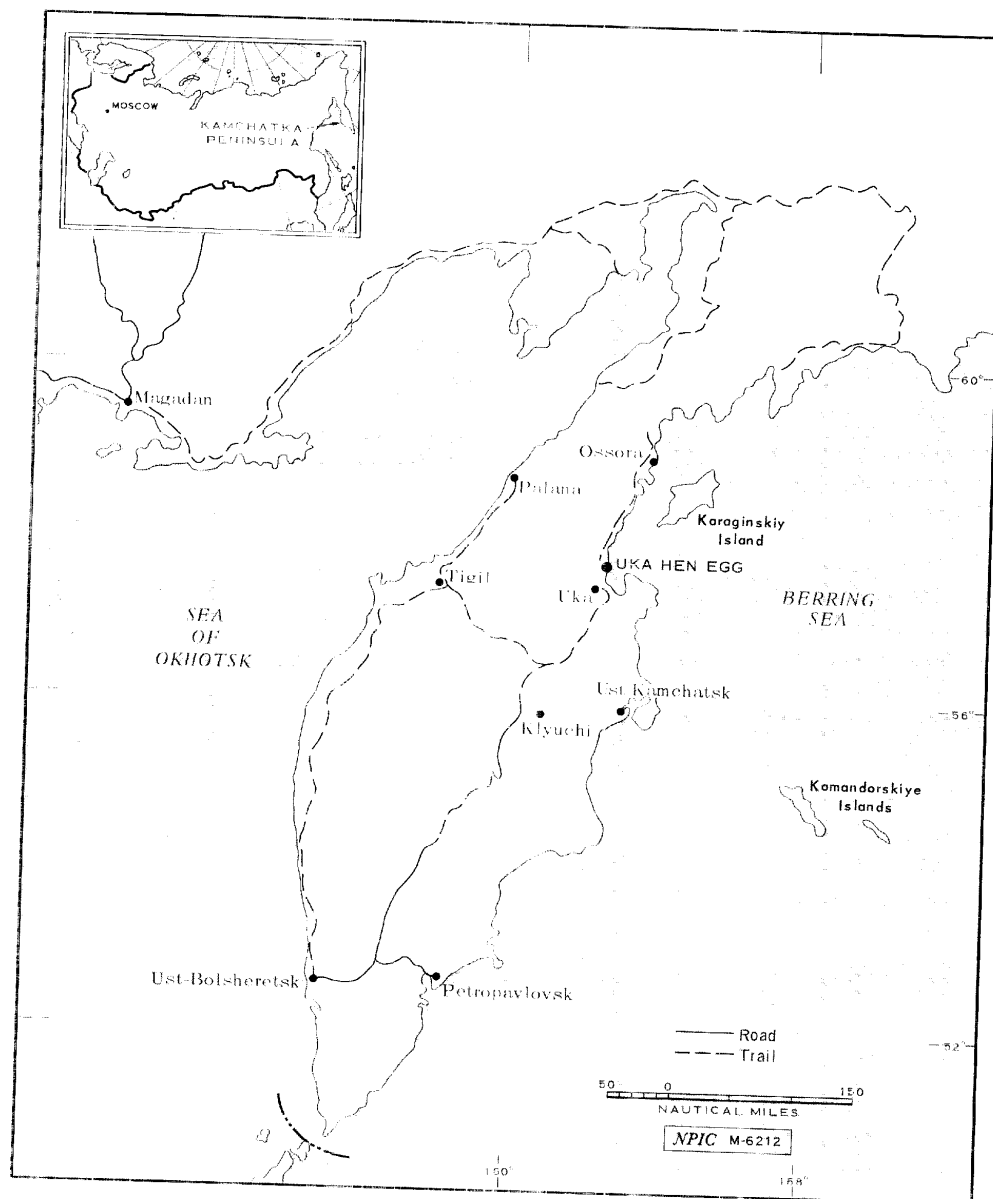 MOSCOW
KAMCHATKA
PENINSULA
60°
Magadan
Ossora
Palana
Karaginskiy
Island
UKA HEN EGG
Tigil
Uka
BERRING
SEA
SEA
OF
OKHOTSK
Ust Kamchatsk
56°
Klyuchi
Komandorskiye
Islands
Ust-Bolsheretsk
Petropavlovsk
Road
Trail
52°
50 0 150
NAUTICAL MILES
NPIC M-6212
150° 158°